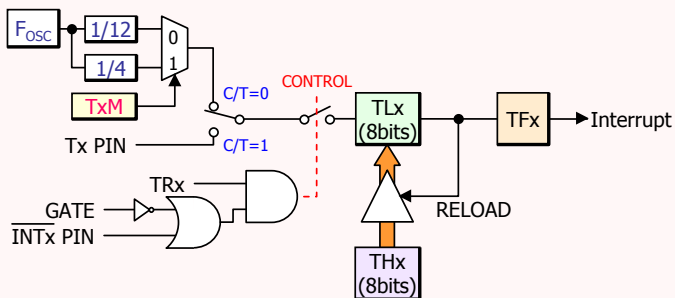 FOSC
1/12
0
1/4
1
TxM
C/T=0
CONTROL
TLx
(8bits)
TFx
Interrupt
Tx PIN
C/T=1
TRx
GATE
INTx PIN
RELOAD
THx
(8bits)